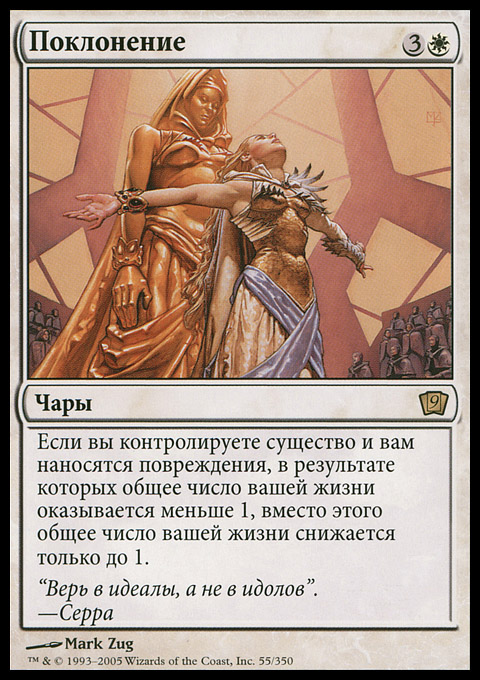 Поклонение 3
MZ
Чары 9
Если вы контролируете существо и вам
наносятся повреждения, в результате
которых общее число вашей жизни
оказывается меньше 1, вместо этого
общее число вашей жизни снижается
только до 1.
“Верь в идеалы, а не в идолов”.
—Серра
Mark Zug
™ & © 1993–2005 Wizards of the Coast, Inc. 55/350